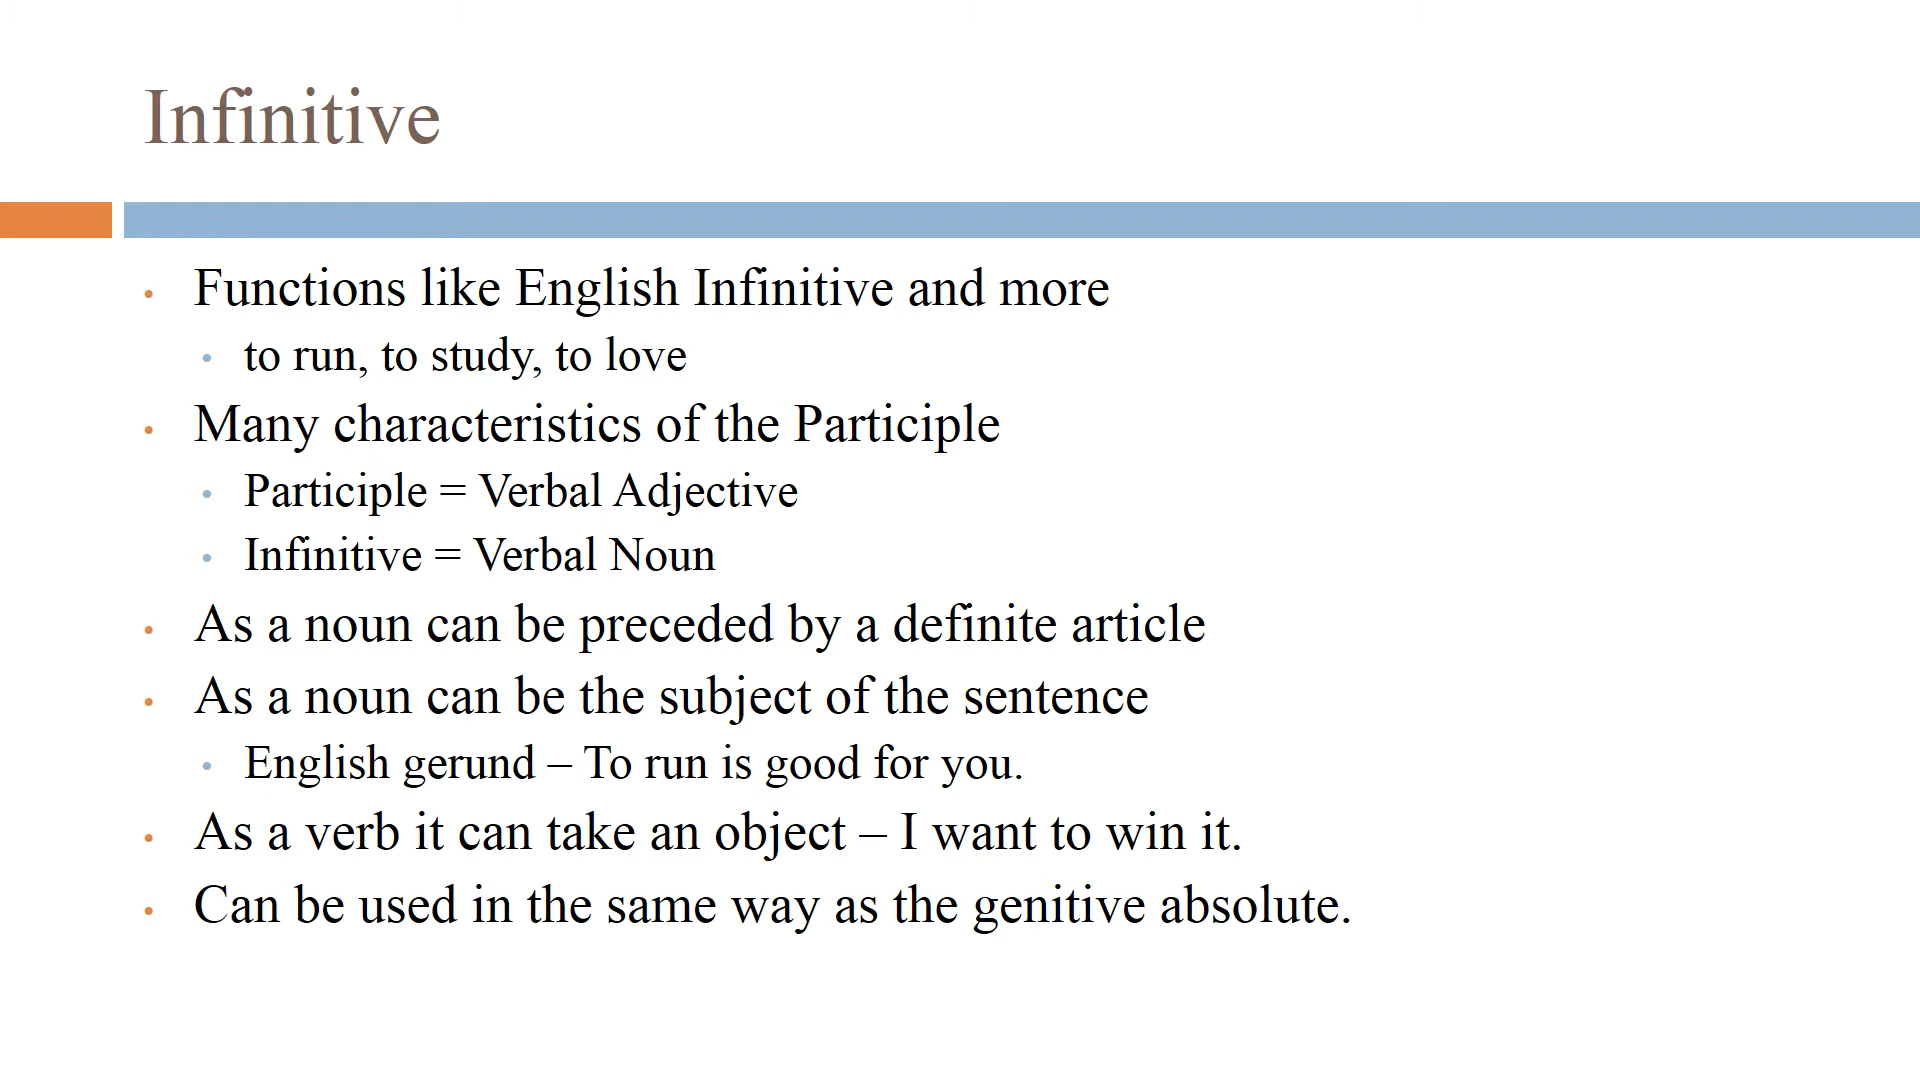 Infinitive
• Functions like English Infinitive and more
• to run, to study, to love
• Many characteristics of the Participle
• Participle = Verbal Adjective
• Infinitive = Verbal Noun
• As a noun can be preceded by a definite article
• As a noun can be the subject of the sentence
• English gerund – To run is good for you.
• As a verb it can take an object – I want to win it.
• Can be used in the same way as the genitive absolute.